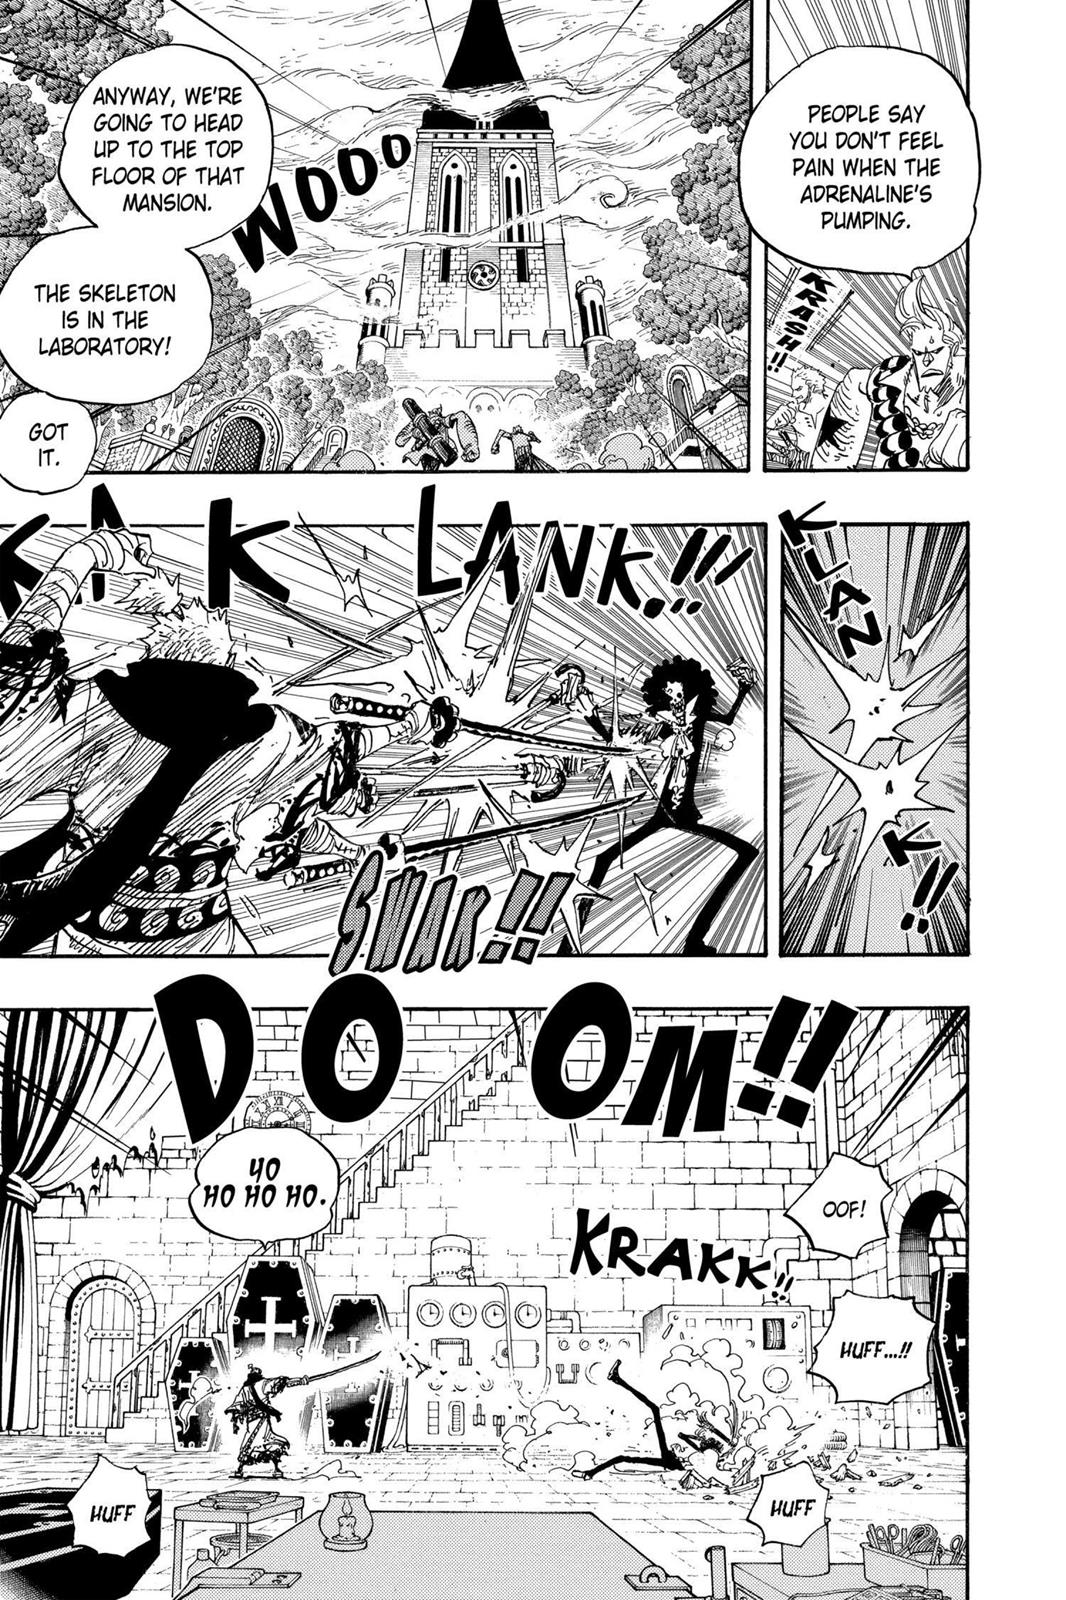 PEOPLE SAY
YOU DON'T FEEL
PAIN WHEN THE
ADRENALINE'S
PUMPING.
KRASH!!
ANYWAY, WE'RE
GOING TO HEAD
UP TO THE TOP
FLOOR OF THAT
MANSION.
WOOO
THE SKELETON
IS IN THE
LABORATORY!
GOT
IT.
KLAN
K!!
KAK
LANK!!!
SWAK!!
DOOM!!
YO
HO HO HO.
OOF!
KRAKK!!
HUFF...!!
HUFF
HUFF